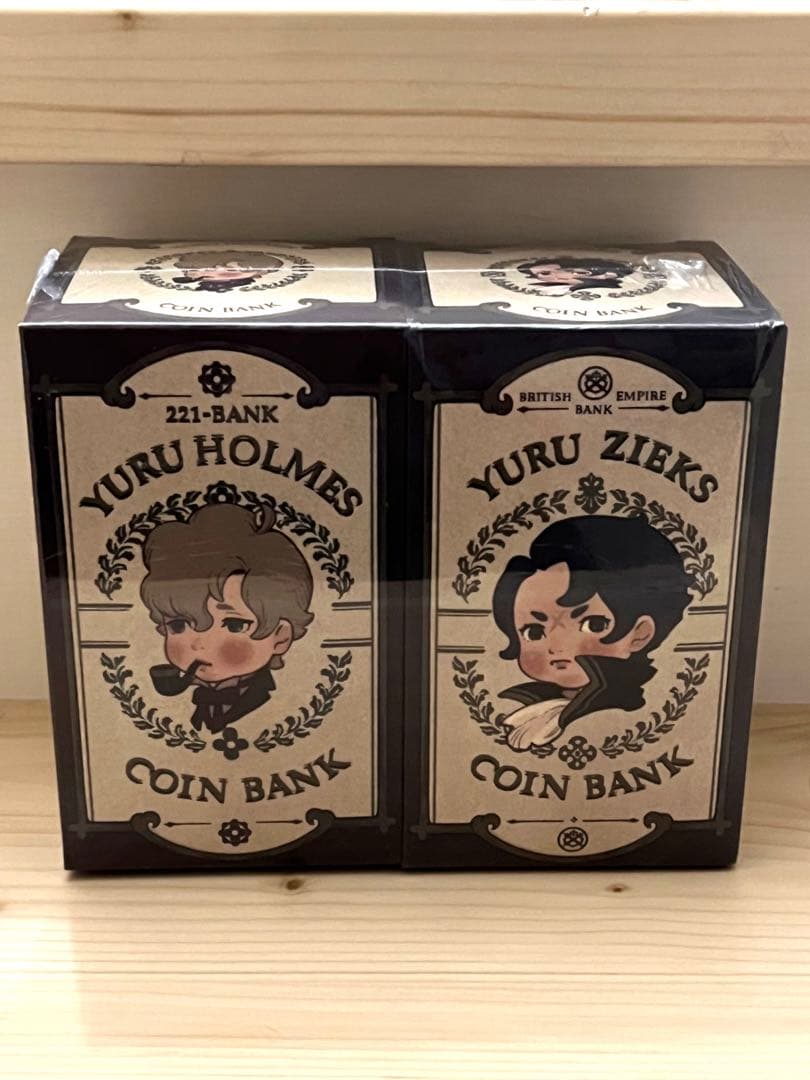 COIN BANK
COIN BANK
221-BANK
YURU HOLMES
COIN BANK
BRITISH EMPIRE
BANK
YURU ZIEKS
COIN BANK